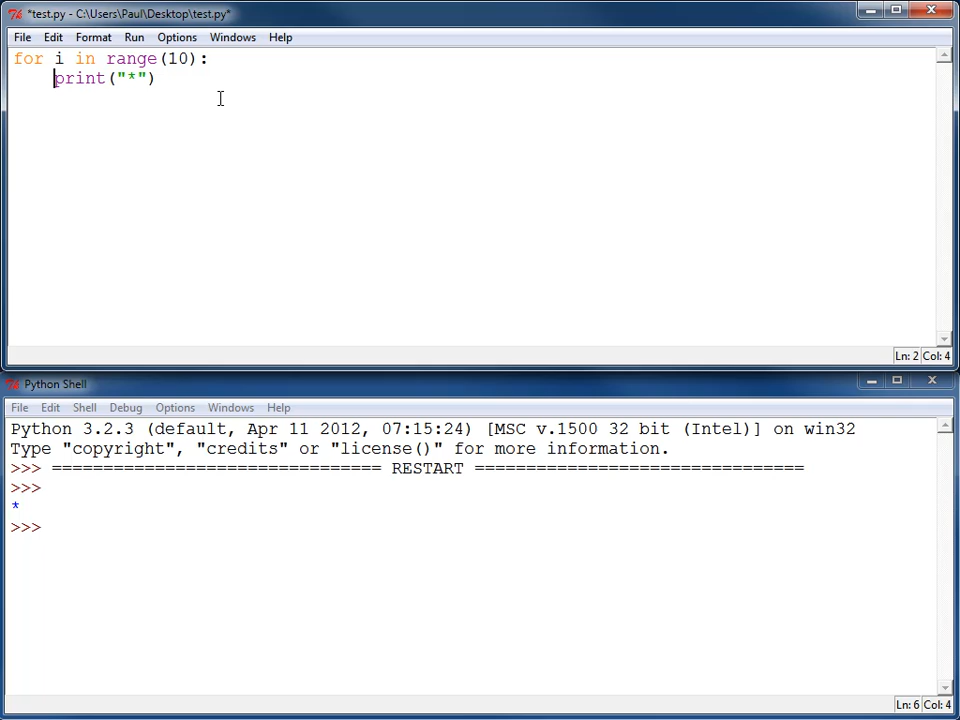 *test.py - C:\Users\Paul\Desktop\test.py*
File Edit Format Run Options Windows Help
for i in range(10):
    print("*")
Ln: 2 Col: 4
Python Shell
File Edit Shell Debug Options Windows Help
Python 3.2.3 (default, Apr 11 2012, 07:15:24) [MSC v.1500 32 bit (Intel)] on win32
Type "copyright", "credits" or "license()" for more information.
>>> ================================ RESTART ================================
>>>
*
>>>
Ln: 6 Col: 4